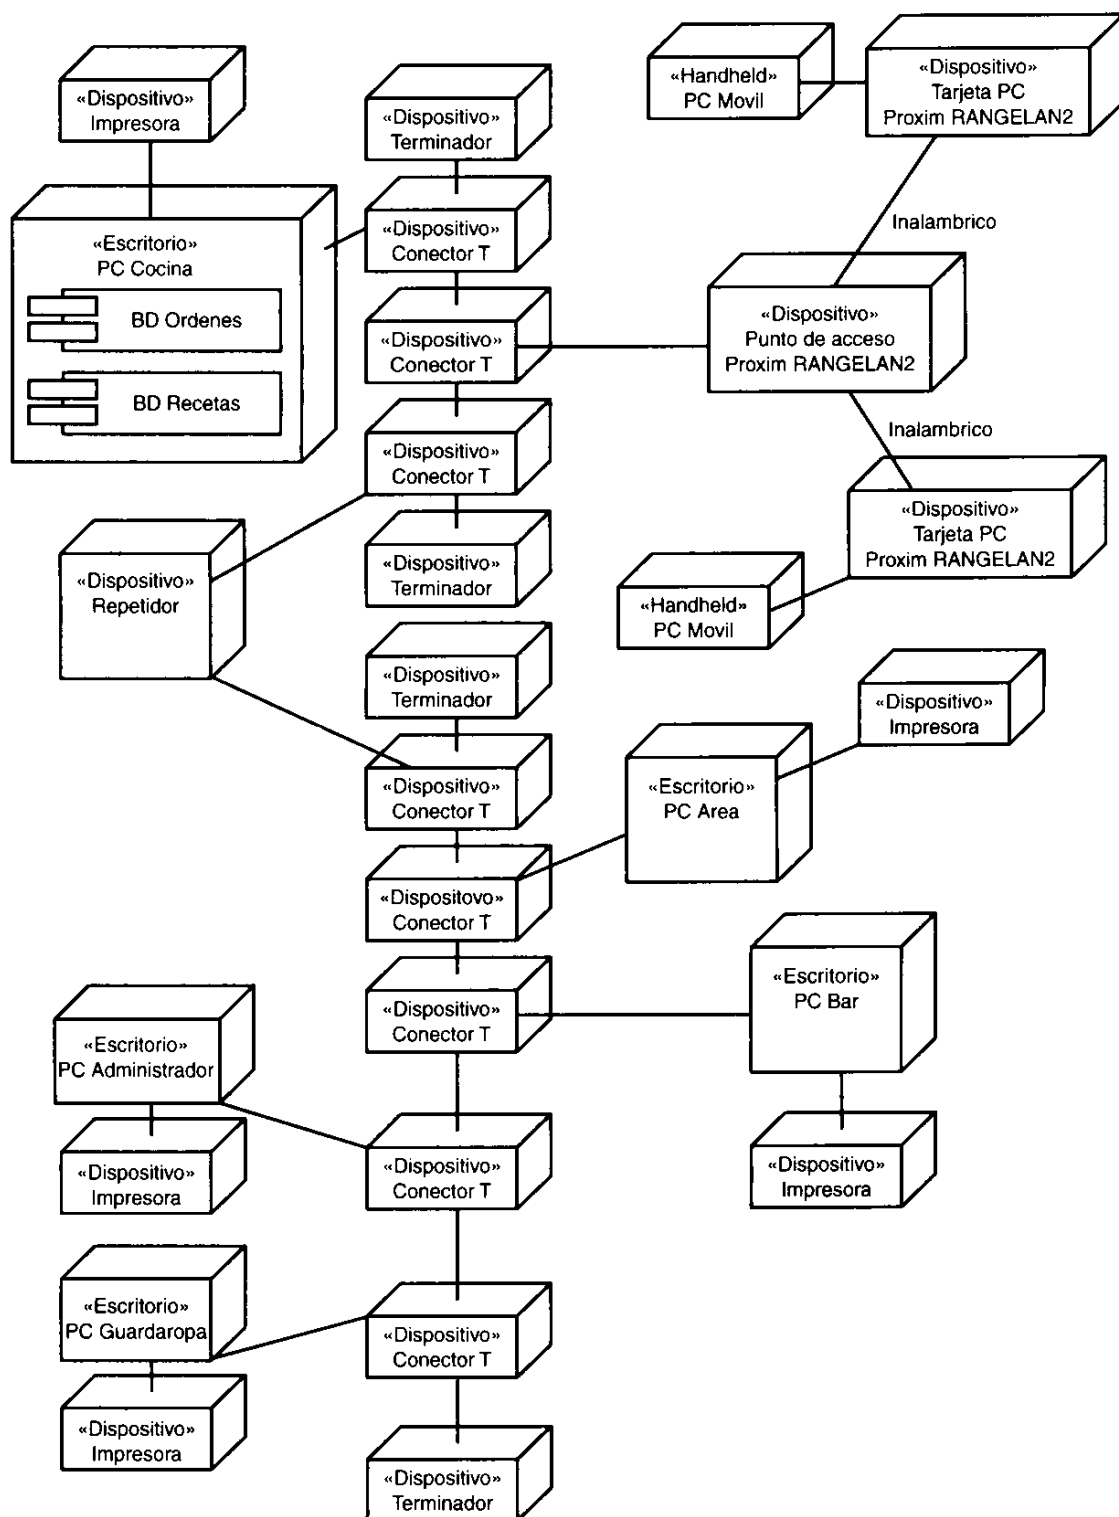 «Dispositivo»
Impresora
«Escritorio»
PC Cocina
BD Ordenes
BD Recetas
«Dispositivo»
Terminador
«Dispositivo»
Conector T
«Dispositivo»
Conector T
«Dispositivo»
Conector T
«Dispositivo»
Terminador
«Handheld»
PC Movil
«Dispositivo»
Tarjeta PC
Proxim RANGELAN2
Inalambrico
«Dispositivo»
Punto de acceso
Proxim RANGELAN2
Inalambrico
«Dispositivo»
Tarjeta PC
Proxim RANGELAN2
«Handheld»
PC Movil
«Dispositivo»
Repetidor
«Dispositivo»
Terminador
«Dispositivo»
Conector T
«Dispositovo»
Conector T
«Dispositivo»
Conector T
«Dispositivo»
Impresora
«Escritorio»
PC Area
«Escritorio»
PC Bar
«Dispositivo»
Impresora
«Escritorio»
PC Administrador
«Dispositivo»
Impresora
«Dispositivo»
Conector T
«Escritorio»
PC Guardaropa
«Dispositivo»
Impresora
«Dispositivo»
Conector T
«Dispositivo»
Terminador